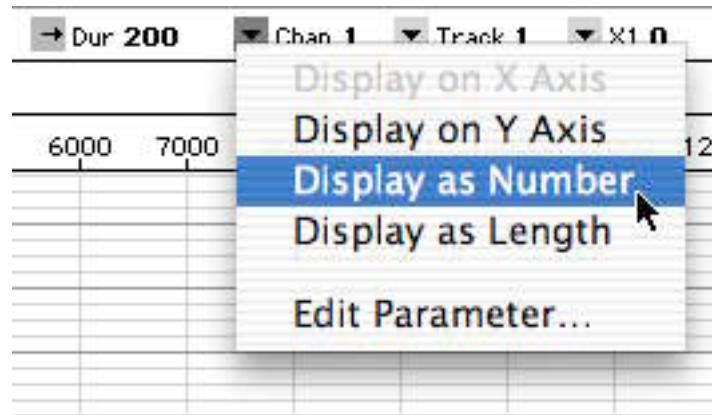 → Dur 200 ▼ Chan 1 ▼ Track 1 ▼ X1 0
Display on X Axis
Display on Y Axis
6000 7000 12
Display as Number
Display as Length
Edit Parameter...